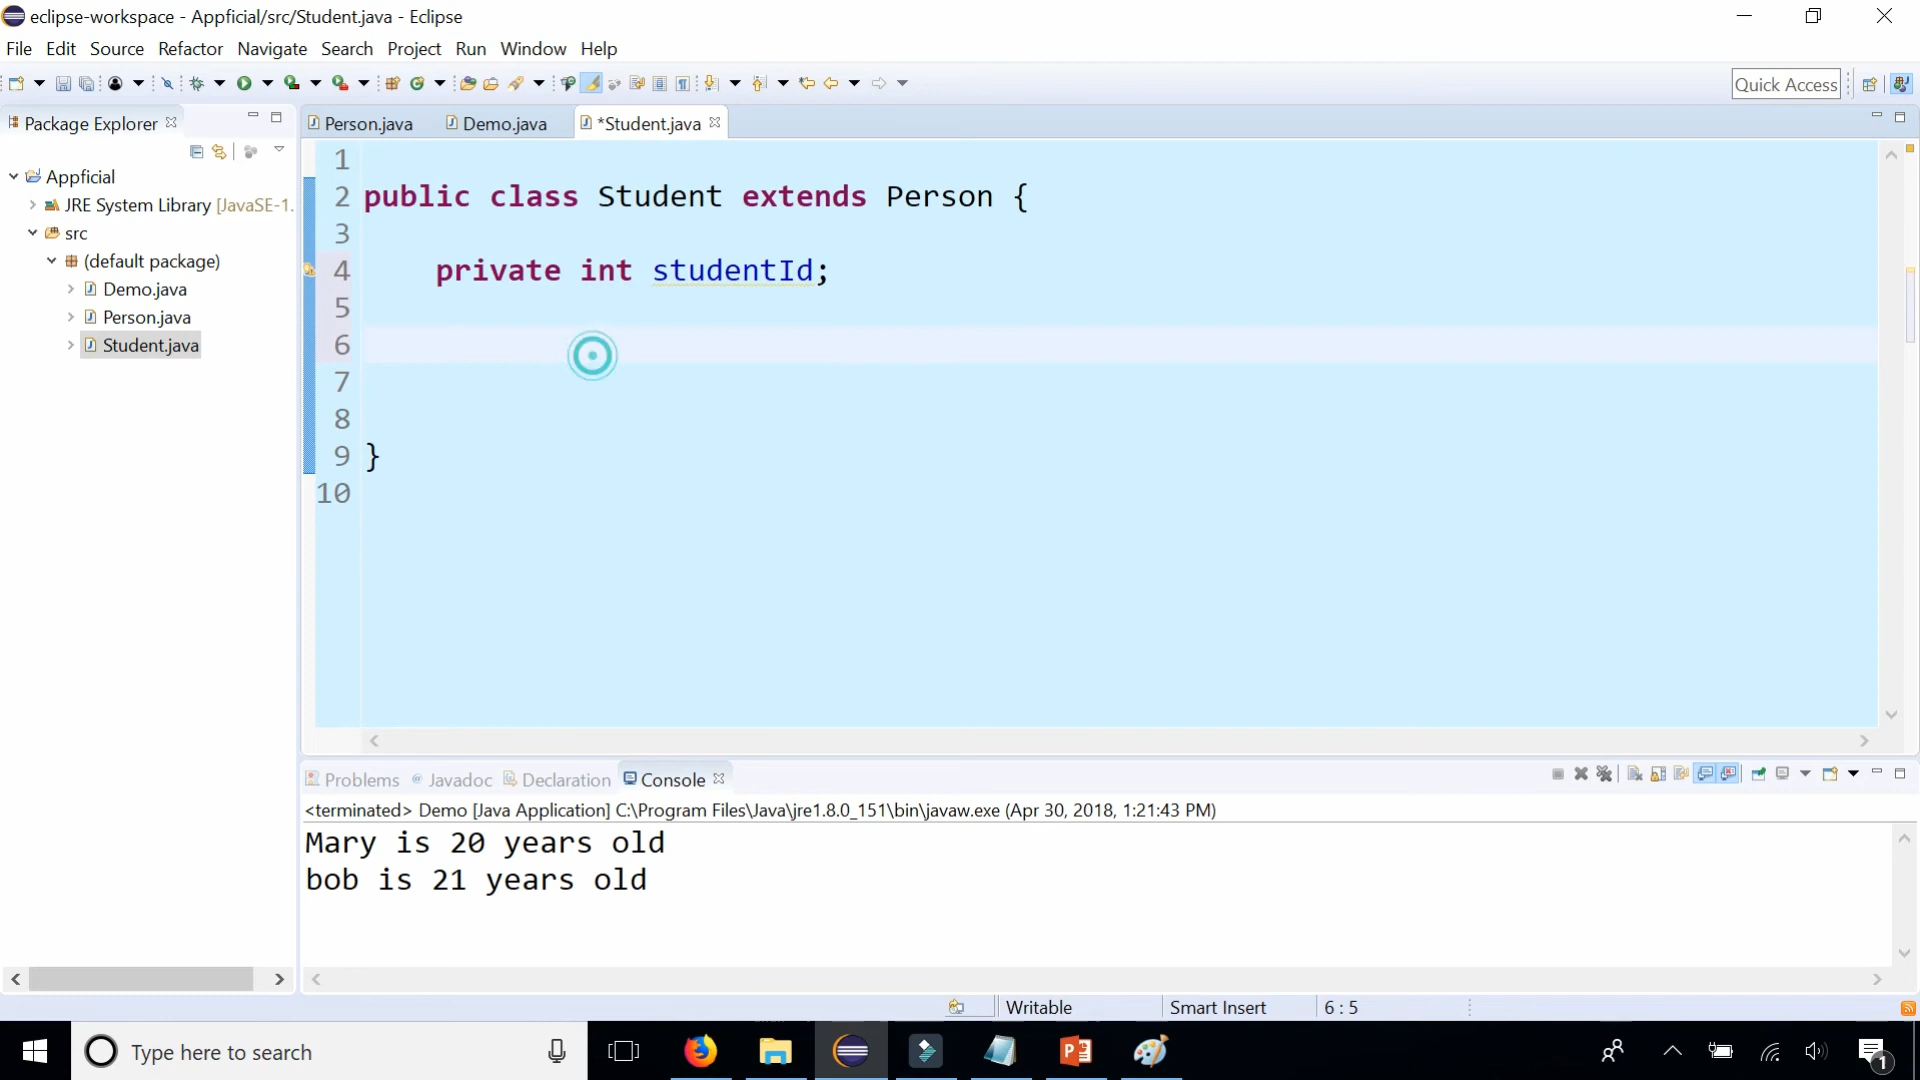 eclipse-workspace - Appficial/src/Student.java - Eclipse
File Edit Source Refactor Navigate Search Project Run Window Help
Quick Access
Package Explorer
Person.java Demo.java *Student.java
Appficial
JRE System Library [JavaSE-1.
src
(default package)
Demo.java
Person.java
Student.java
1
2 public class Student extends Person {
3
4 private int studentId;
5
6
7
8
9 }
10
Problems Javadoc Declaration Console
<terminated> Demo [Java Application] C:\Program Files\Java\jre1.8.0_151\bin\javaw.exe (Apr 30, 2018, 1:21:43 PM)
Mary is 20 years old
bob is 21 years old
Writable Smart Insert 6 : 5
Type here to search
1